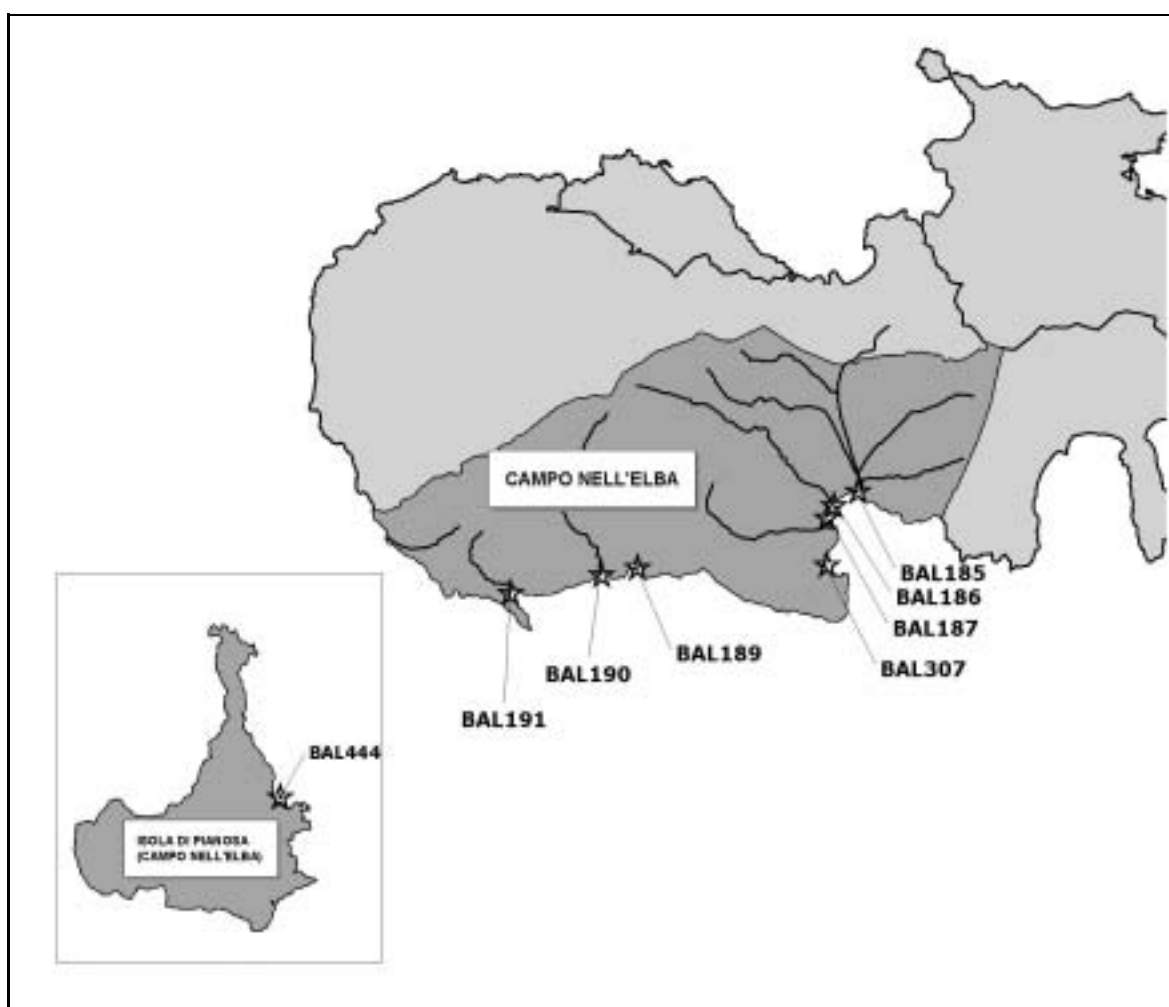 CAMPO NELL'ELBA
BAL185
BAL186
BAL187
BAL307
BAL189
BAL190
BAL191
BAL444
ISOLA DI PIANOSA
(CAMPO NELL'ELBA)